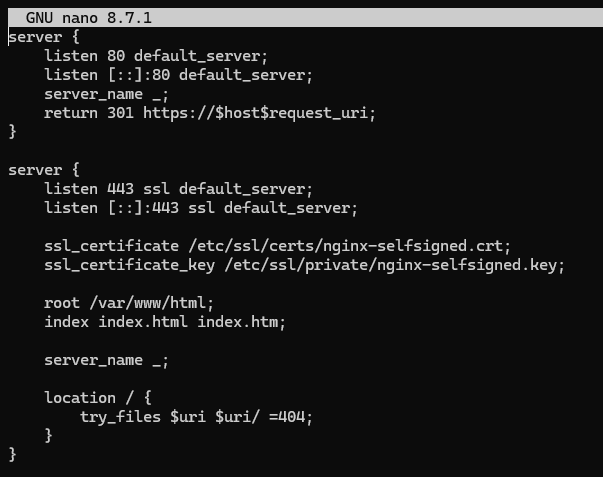 GNU nano 8.7.1
server {
    listen 80 default_server;
    listen [::]:80 default_server;
    server_name _;
    return 301 https://$host$request_uri;
}

server {
    listen 443 ssl default_server;
    listen [::]:443 ssl default_server;

    ssl_certificate /etc/ssl/certs/nginx-selfsigned.crt;
    ssl_certificate_key /etc/ssl/private/nginx-selfsigned.key;

    root /var/www/html;
    index index.html index.htm;

    server_name _;

    location / {
        try_files $uri $uri/ =404;
    }
}